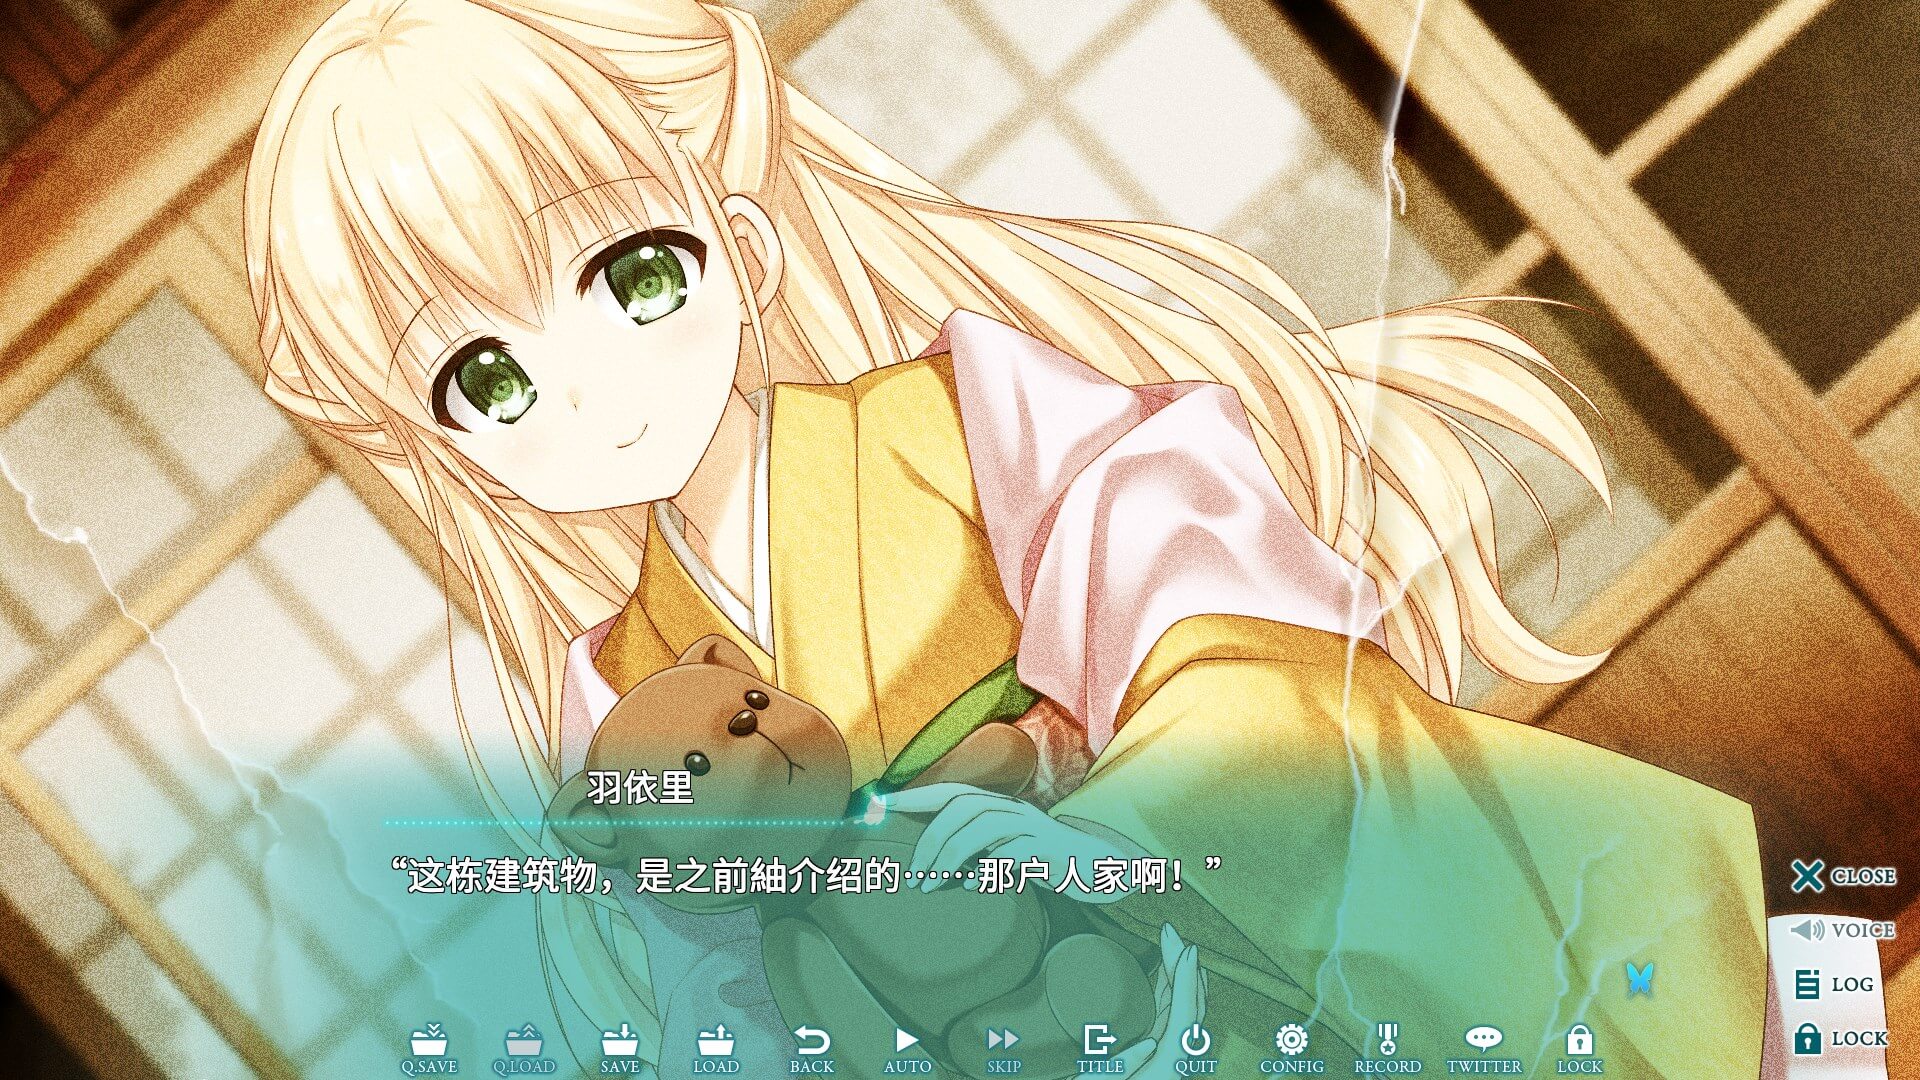 羽依里
“这栋建筑物，是之前紬介绍的……那户人家啊！”
CLOSE
VOICE
LOG
LOCK
Q.SAVE
Q.LOAD
SAVE
LOAD
BACK
AUTO
SKIP
TITLE
QUIT
CONFIG
RECORD
TWITTER
LOCK